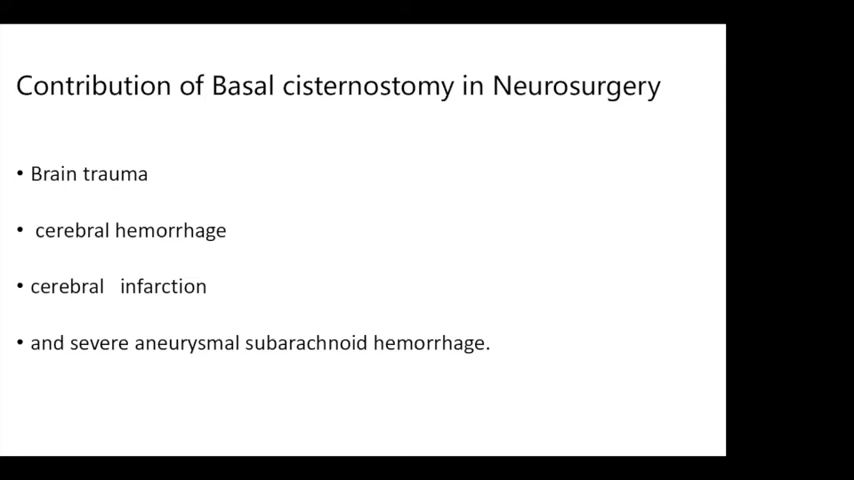 Contribution of Basal cisternostomy in Neurosurgery
• Brain trauma
• cerebral hemorrhage
• cerebral infarction
• and severe aneurysmal subarachnoid hemorrhage.